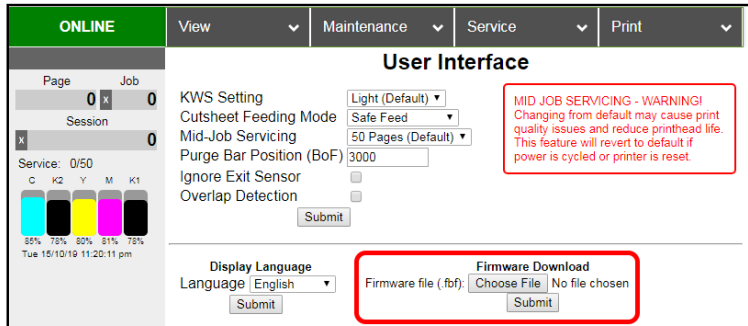 ONLINE
View
Maintenance
Service
Print
User Interface
Page Job
0 x 0
Session
x 0
Service: 0/50
C K2 Y M K1
85% 78% 80% 81% 78%
Tue 15/10/19 11:20:11 pm
KWS Setting Light (Default)
Cutsheet Feeding Mode Safe Feed
Mid-Job Servicing 50 Pages (Default)
Purge Bar Position (BoF) 3000
Ignore Exit Sensor
Overlap Detection
Submit
MID JOB SERVICING - WARNING!
Changing from default may cause print
quality issues and reduce printhead life.
This feature will revert to default if
power is cycled or printer is reset.
Display Language
Language English
Submit
Firmware Download
Firmware file (.fbf): Choose File No file chosen
Submit